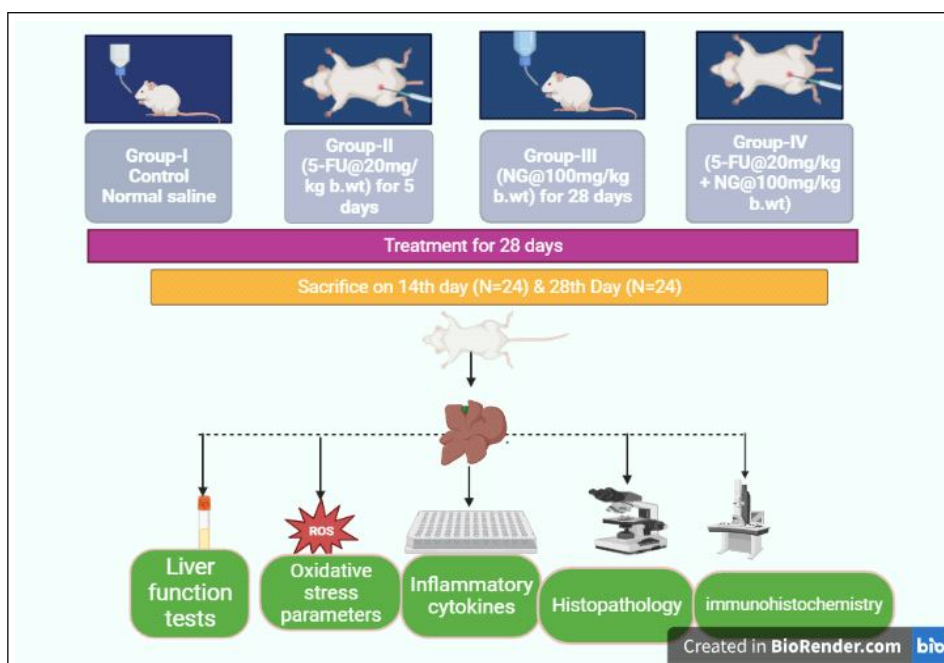 Group-I
Control
Normal saline
Group-II
(5-FU@20mg/
kg b.wt) for 5
days
Group-III
(NG@100mg/kg
b.wt) for 28 days
Group-IV
(5-FU@20mg/kg
+ NG@100mg/kg
b.wt)
Treatment for 28 days
Sacrifice on 14th day (N=24) & 28th Day (N=24)
ROS
Liver
function
tests
Oxidative
stress
parameters
Inflammatory
cytokines
Histopathology
immunohistochemistry
Created in BioRender.com bio